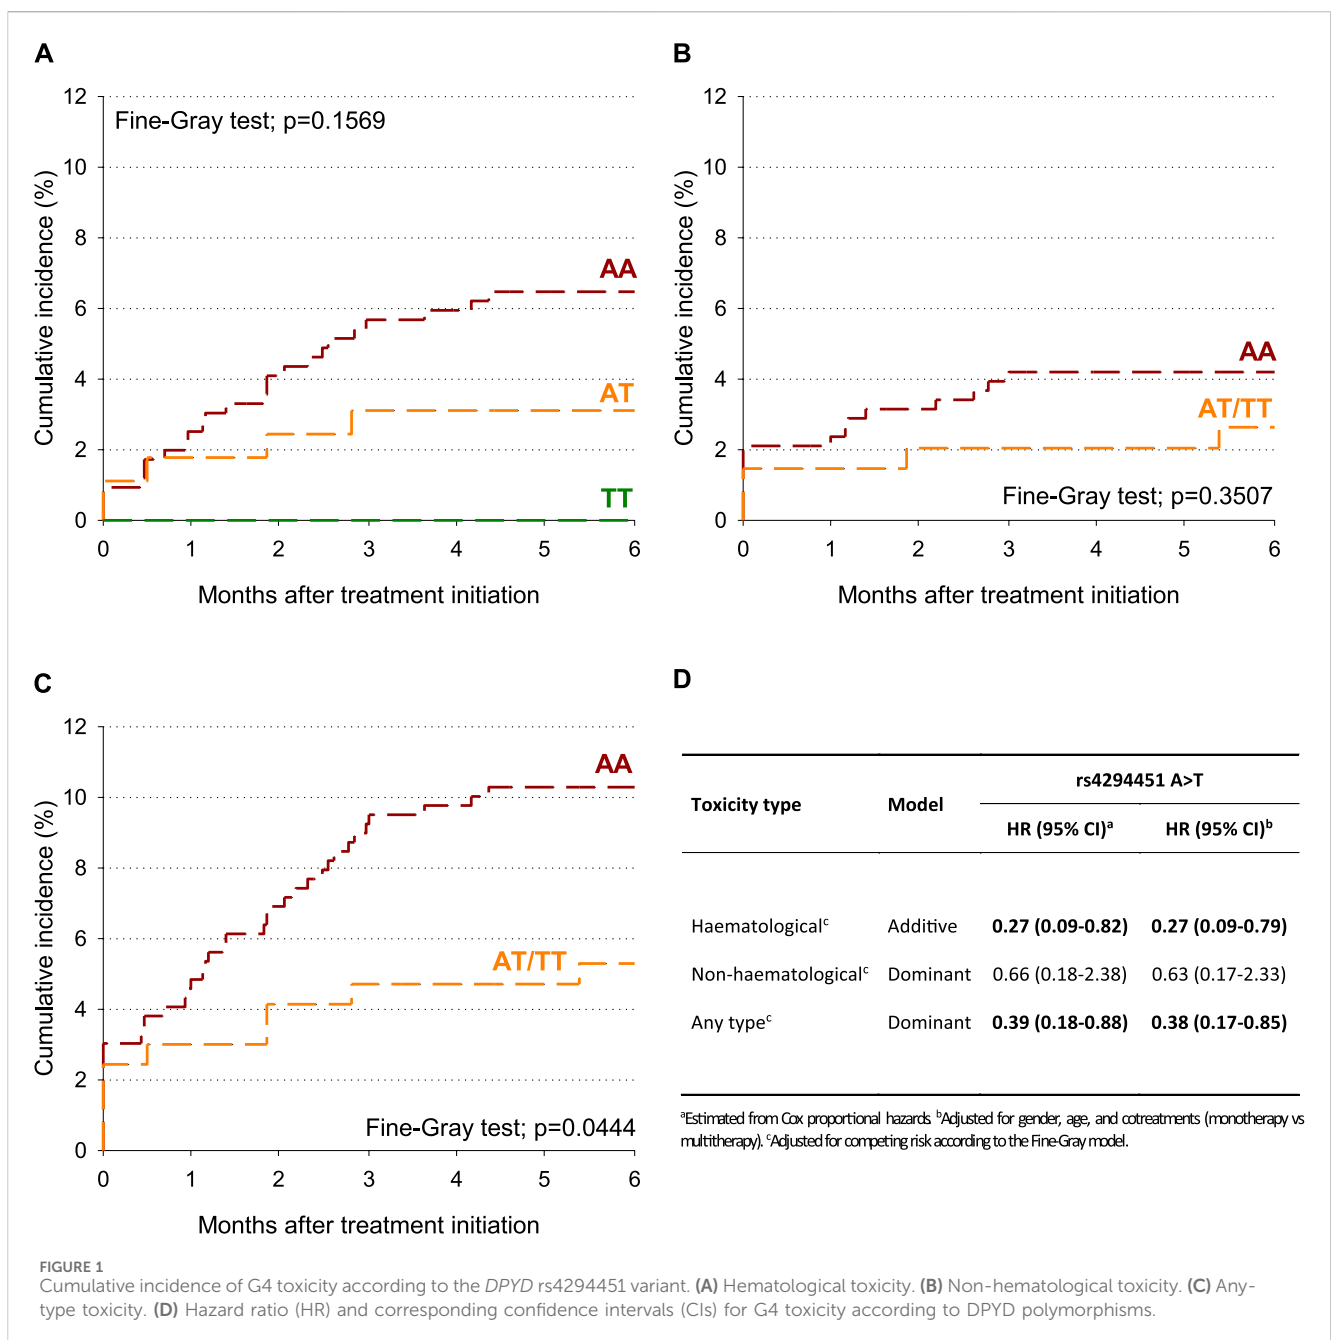 A
12
10
8
6
4
2
0
Cumulative incidence (%)
Fine-Gray test; p=0.1569
AA
AT
TT
0 1 2 3 4 5 6
Months after treatment initiation
B
12
10
8
6
4
2
0
Cumulative incidence (%)
AA
AT/TT
Fine-Gray test; p=0.3507
0 1 2 3 4 5 6
Months after treatment initiation
C
12
10
8
6
4
2
0
Cumulative incidence (%)
AA
AT/TT
Fine-Gray test; p=0.0444
0 1 2 3 4 5 6
Months after treatment initiation
D
rs4294451 A>T
Toxicity type Model
HR (95% CI)a HR (95% CI)b
Haematologicalc Additive 0.27 (0.09-0.82) 0.27 (0.09-0.79)
Non-haematologicalc Dominant 0.66 (0.18-2.38) 0.63 (0.17-2.33)
Any typec Dominant 0.39 (0.18-0.88) 0.38 (0.17-0.85)
aEstimated from Cox proportional hazards. bAdjusted for gender, age, and cotreatments (monotherapy vs
multitherapy). cAdjusted for competing risk according to the Fine-Gray model.
FIGURE 1
Cumulative incidence of G4 toxicity according to the DPYD rs4294451 variant. (A) Hematological toxicity. (B) Non-hematological toxicity. (C) Any-
type toxicity. (D) Hazard ratio (HR) and corresponding confidence intervals (CIs) for G4 toxicity according to DPYD polymorphisms.